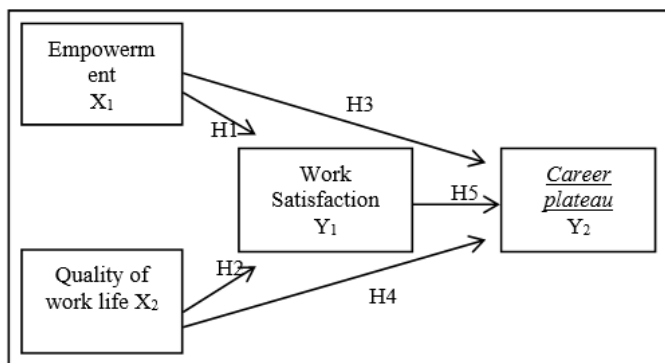 Empowerm
ent
X₁
H3
H1
Work
Satisfaction
Y₁
H5
Career
plateau
Y₂
Quality of
work life X₂
H2
H4